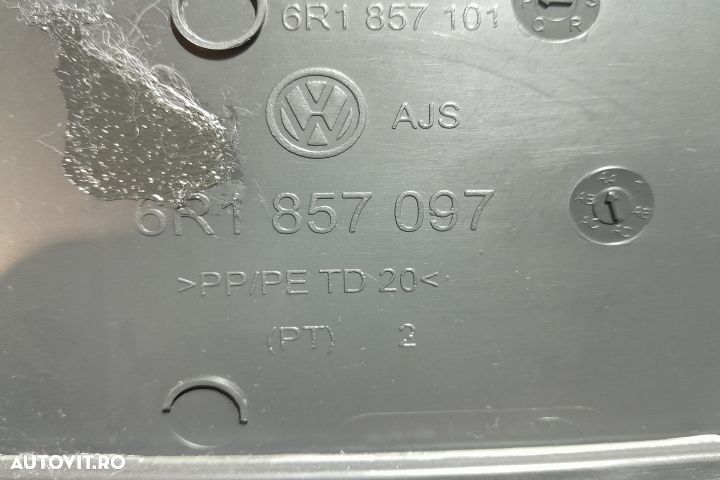 6R1 857 101
Q R
AJS
6R1 857 097
>PP/PE TD 20<
(PT) 2
AUTOVIT.RO